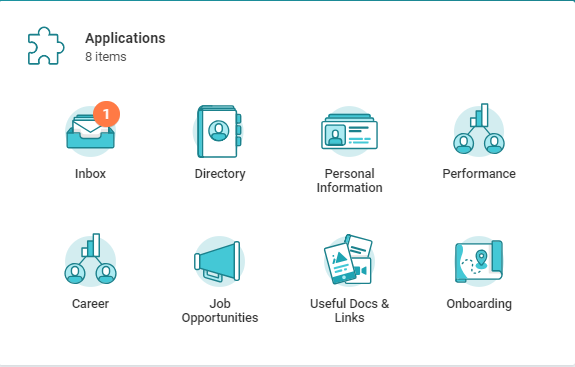 Applications
8 items
1
Inbox
Directory
Personal
Information
Performance
Career
Job
Opportunities
Useful Docs &
Links
Onboarding